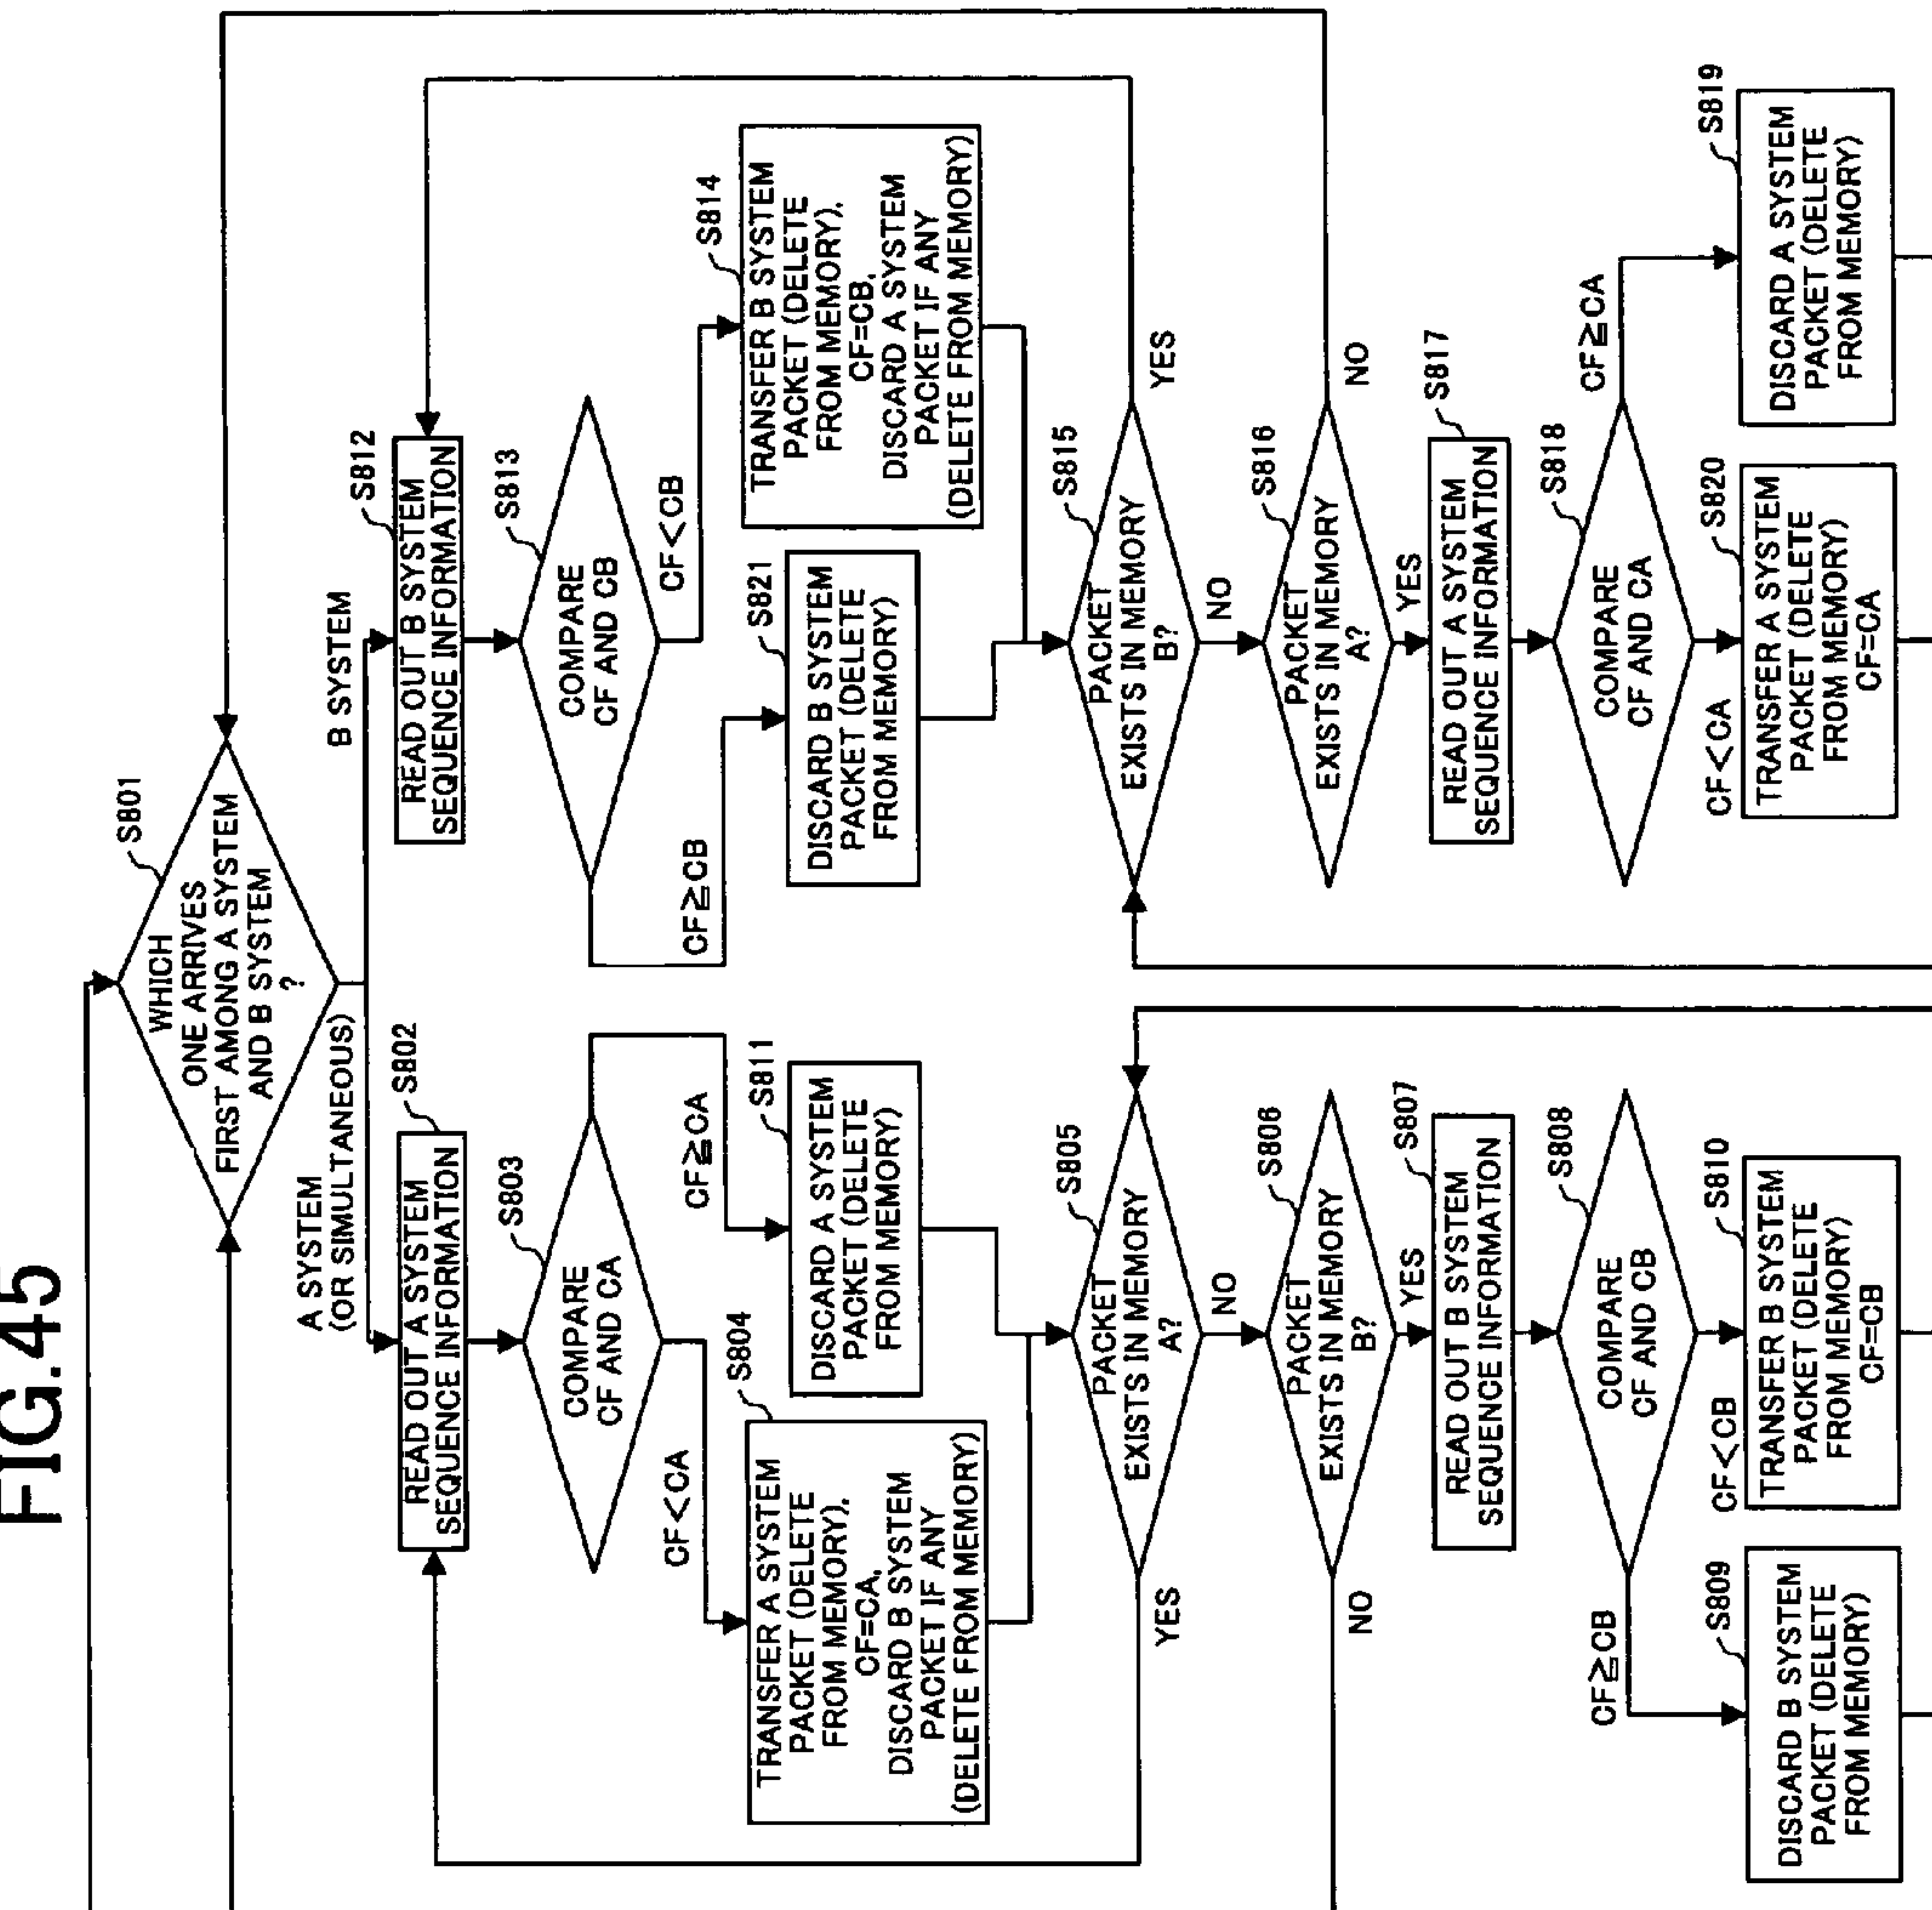 FIG.45
WHICH
ONE ARRIVES
FIRST AMONG A SYSTEM
AND B SYSTEM
?
S801
A SYSTEM
(OR SIMULTANEOUS)
B SYSTEM
S802
READ OUT A SYSTEM
SEQUENCE INFORMATION
S803
COMPARE
CF AND CA
CF<CA
CF≧CA
S804
TRANSFER A SYSTEM
PACKET (DELETE
FROM MEMORY),
CF=CA,
DISCARD B SYSTEM
PACKET IF ANY
(DELETE FROM MEMORY)
S811
DISCARD A SYSTEM
PACKET (DELETE
FROM MEMORY)
S805
PACKET
EXISTS IN MEMORY
A?
YES
NO
S806
PACKET
EXISTS IN MEMORY
B?
NO
YES
S807
READ OUT B SYSTEM
SEQUENCE INFORMATION
S808
COMPARE
CF AND CB
CF≧CB
CF<CB
S809
DISCARD B SYSTEM
PACKET (DELETE
FROM MEMORY)
S810
TRANSFER B SYSTEM
PACKET (DELETE
FROM MEMORY)
CF=CB
S812
READ OUT B SYSTEM
SEQUENCE INFORMATION
S813
COMPARE
CF AND CB
CF≧CB
CF<CB
S821
DISCARD B SYSTEM
PACKET (DELETE
FROM MEMORY)
S814
TRANSFER B SYSTEM
PACKET (DELETE
FROM MEMORY),
CF=CB,
DISCARD A SYSTEM
PACKET IF ANY
(DELETE FROM MEMORY)
S815
PACKET
EXISTS IN MEMORY
B?
YES
NO
S816
PACKET
EXISTS IN MEMORY
A?
NO
YES
S817
READ OUT A SYSTEM
SEQUENCE INFORMATION
S818
COMPARE
CF AND CA
CF<CA
CF≧CA
S820
TRANSFER A SYSTEM
PACKET (DELETE
FROM MEMORY)
CF=CA
S819
DISCARD A SYSTEM
PACKET (DELETE
FROM MEMORY)